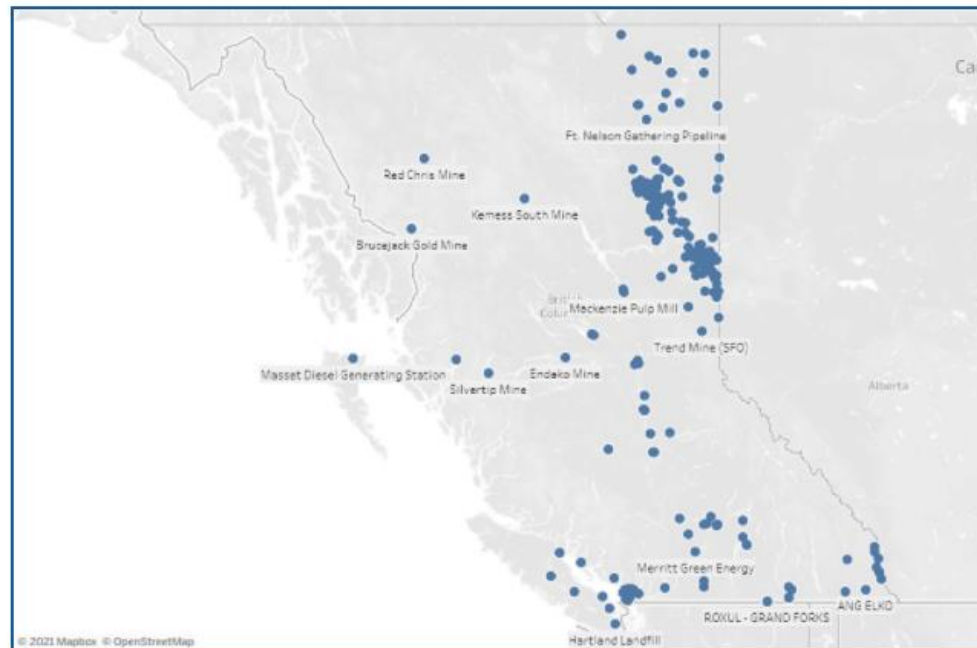 Ca
Ft. Nelson Gathering Pipeline
Red Chris Mine
Kemess South Mine
Brucejack Gold Mine
British
Mackenzie Pulp Mill
Trend Mine (SFO)
Masset Diesel Generating Station
Endako Mine
Silvertip Mine
Alberta
Merritt Green Energy
ROXUL - GRAND FORKS
ANG ELKO
Hartland Landfill
© 2021 Mapbox © OpenStreetMap